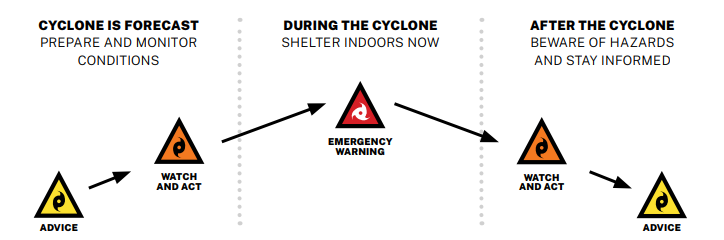 CYCLONE IS FORECAST
PREPARE AND MONITOR
CONDITIONS
DURING THE CYCLONE
SHELTER INDOORS NOW
AFTER THE CYCLONE
BEWARE OF HAZARDS
AND STAY INFORMED
ADVICE
WATCH
AND ACT
EMERGENCY
WARNING
WATCH
AND ACT
ADVICE